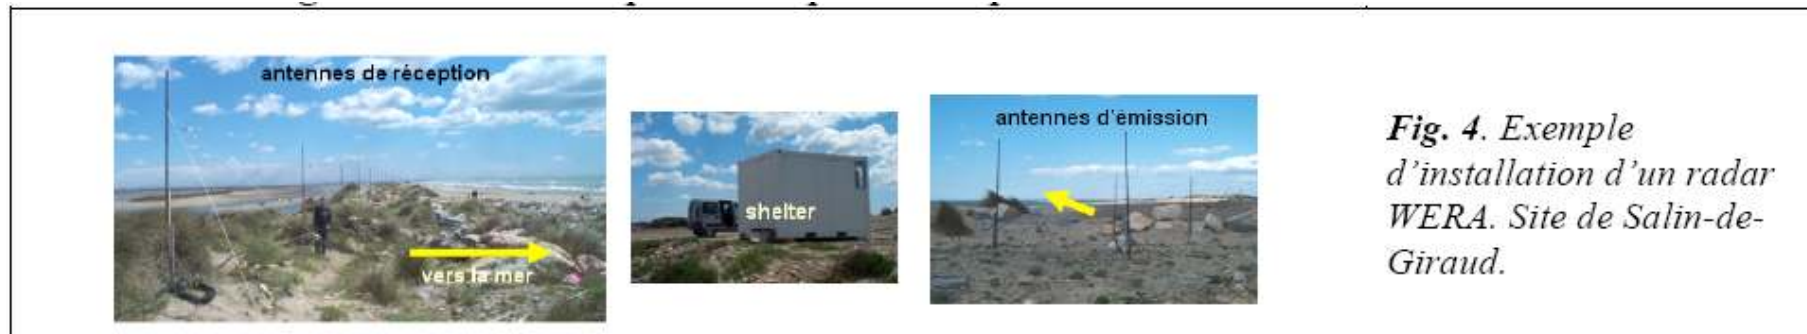 antennes de réception
vers la mer
shelter
antennes d'émission
Fig. 4. Exemple
d'installation d'un radar
WERA. Site de Salin-de-
Giraud.